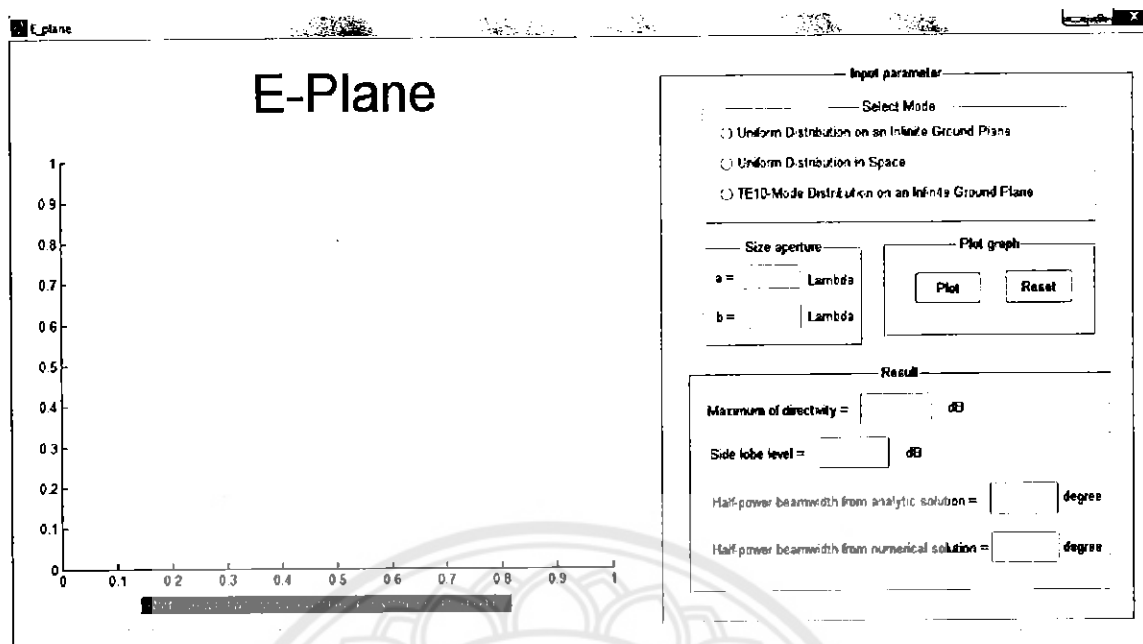 E_plane
E-Plane
Input parameter
Select Mode
Uniform Distribution on an Infinite Ground Plane
Uniform Distribution in Space
TE10-Mode Distribution on an Infinite Ground Plane
Size aperture
a = Lambda
b = Lambda
Plot graph
Plot
Reset
Result
Maximum of directivity = dB
Side lobe level = dB
Half-power beamwidth from analytic solution = degree
Half-power beamwidth from numerical solution = degree
1
0.9
0.8
0.7
0.6
0.5
0.4
0.3
0.2
0.1
0
0 0.1 0.2 0.3 0.4 0.5 0.6 0.7 0.8 0.9 1